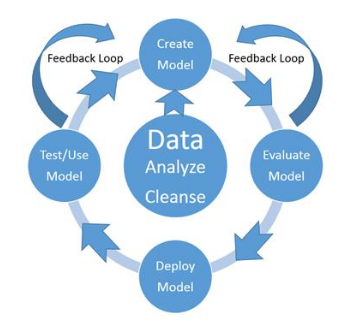 Create
Model
Feedback Loop
Feedback Loop
Data
Analyze
Cleanse
Test/Use
Model
Evaluate
Model
Deploy
Model